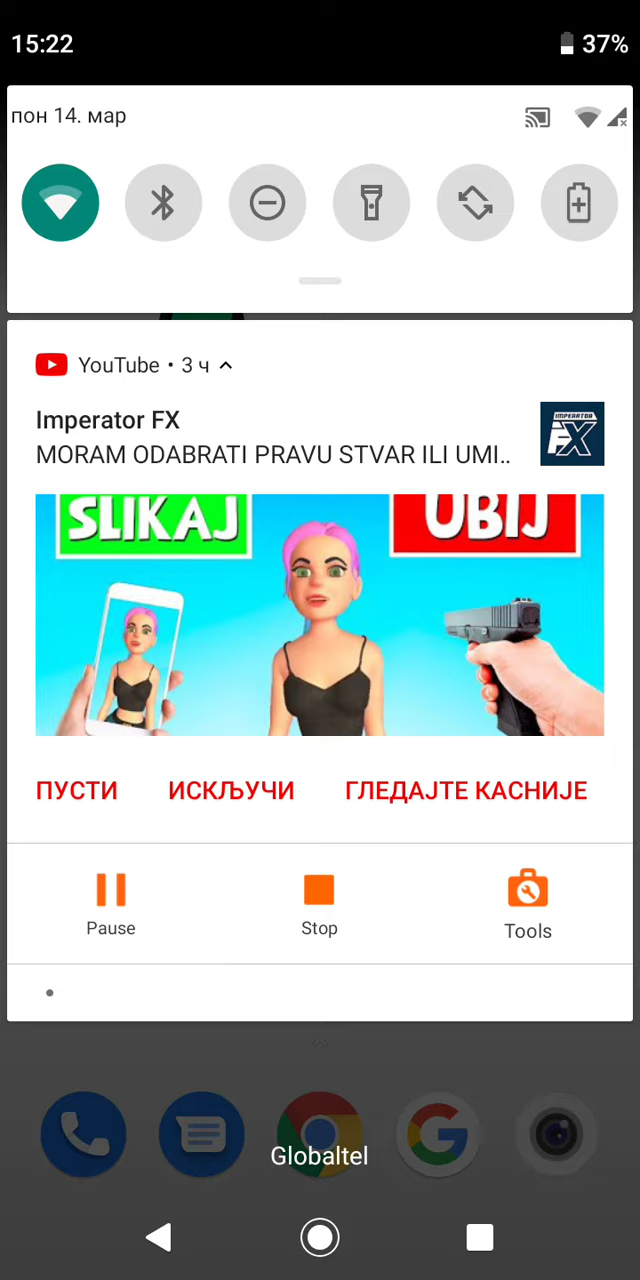 15:22
37%
пон 14. мар
YouTube • 3 ч
Imperator FX
IMPERATOR
FX
MORAM ODABRATI PRAVU STVAR ILI UMI..
SLIKAJ
UBIJ
ПУСТИ
ИСКЉУЧИ
ГЛЕДАЈТЕ КАСНИЈЕ
Pause
Stop
Tools
Globaltel